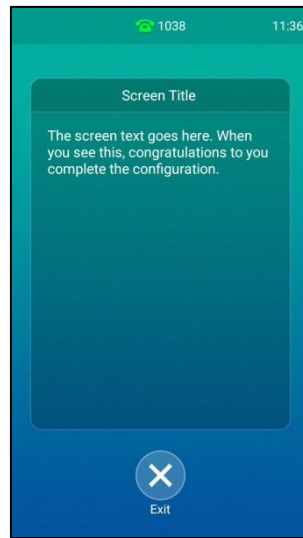 1038 11:36
Screen Title
The screen text goes here. When
you see this, congratulations to you
complete the configuration.
Exit